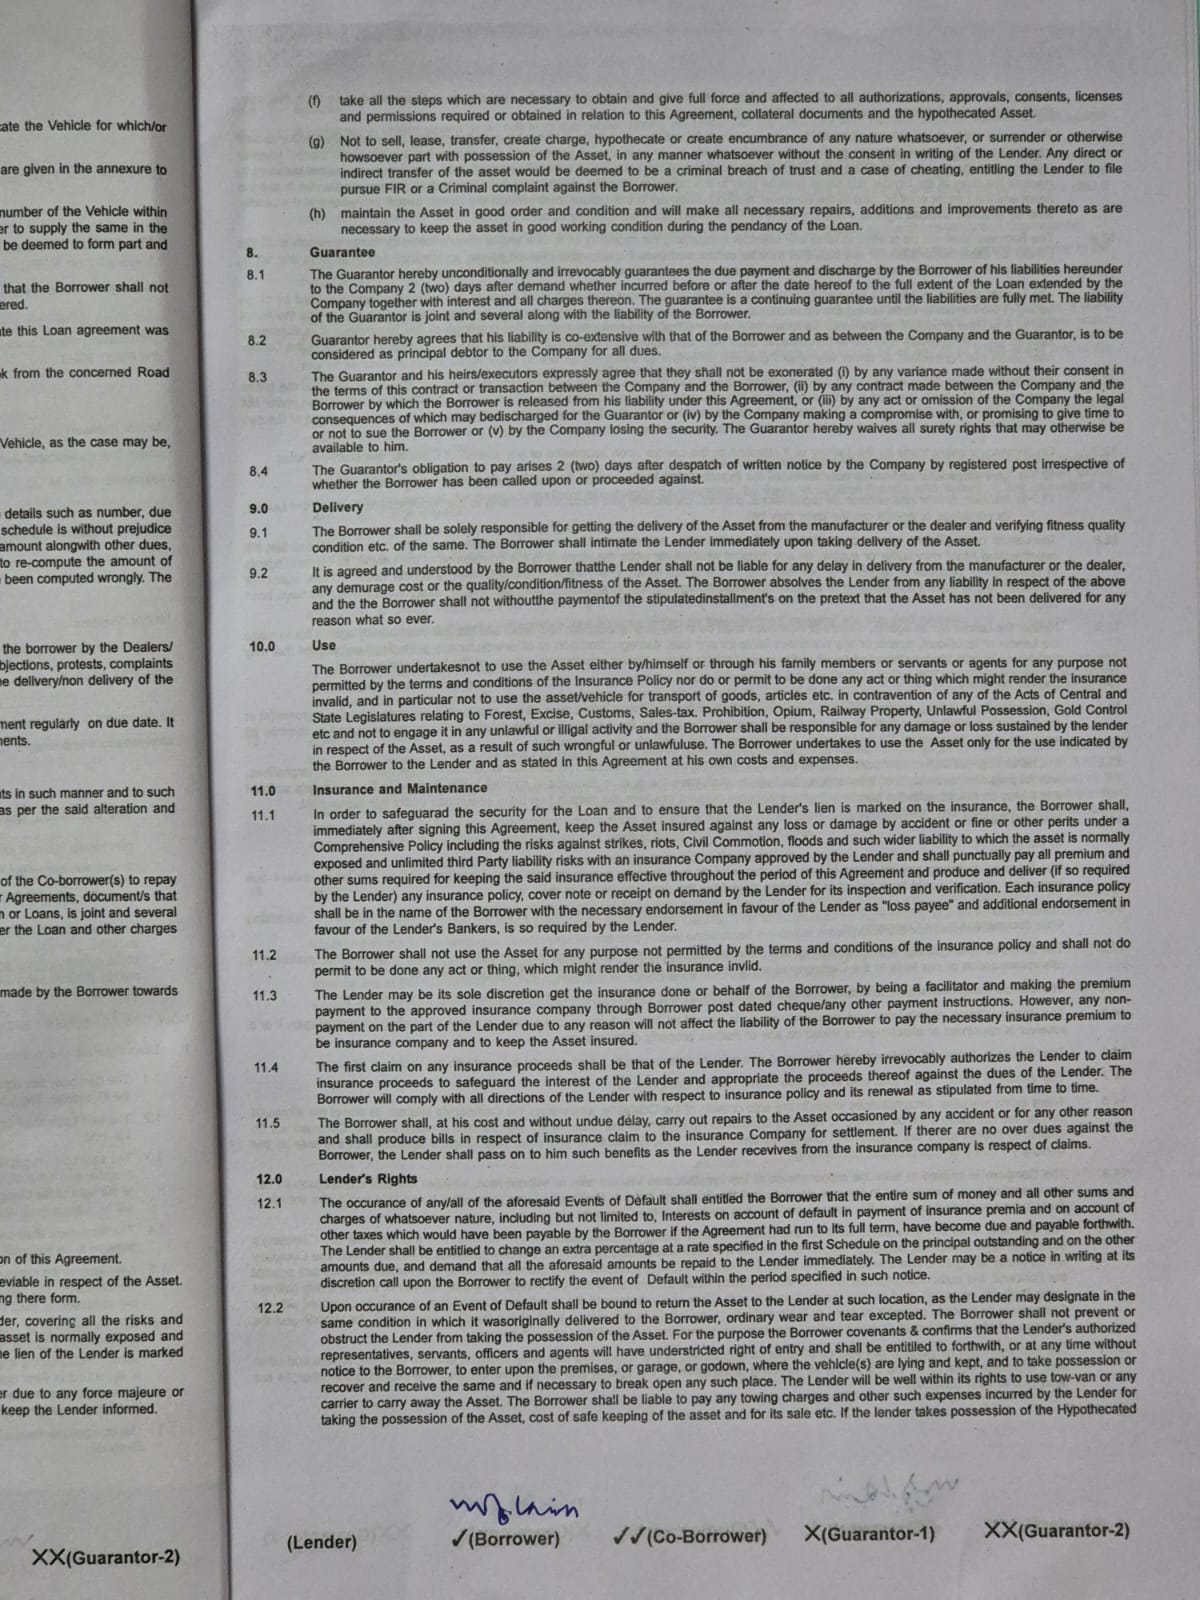 cate the Vehicle for which/or
are given in the annexure to
number of the Vehicle within
er to supply the same in the
be deemed to form part and
that the Borrower shall not
ered.
ate this Loan agreement was
ok from the concerned Road
Vehicle, as the case may be,
details such as number, due
schedule is without prejudice
amount alongwith other dues,
to re-compute the amount of
been computed wrongly. The
the borrower by the Dealers/
bjections, protests, complaints
he delivery/non delivery of the
ment regularly on due date. It
ments.
nts in such manner and to such
as per the said alteration and
of the Co-borrower(s) to repay
r Agreements, document/s that
n or Loans, is joint and several
er the Loan and other charges
made by the Borrower towards
on of this Agreement.
eviable in respect of the Asset.
ng there form.
der, covering all the risks and
asset is normally exposed and
he lien of the Lender is marked
er due to any force majeure or
keep the Lender informed.
XX(Guarantor-2)
(f) take all the steps which are necessary to obtain and give full force and affected to all authorizations, approvals, consents, licenses
and permissions required or obtained in relation to this Agreement, collateral documents and the hypothecated Asset.
(g) Not to sell, lease, transfer, create charge, hypothecate or create encumbrance of any nature whatsoever, or surrender or otherwise
howsoever part with possession of the Asset, in any manner whatsoever without the consent in writing of the Lender. Any direct or
indirect transfer of the asset would be deemed to be a criminal breach of trust and a case of cheating, entitling the Lender to file
pursue FIR or a Criminal complaint against the Borrower.
(h) maintain the Asset in good order and condition and will make all necessary repairs, additions and improvements thereto as are
necessary to keep the asset in good working condition during the pendancy of the Loan.
8. Guarantee
8.1 The Guarantor hereby unconditionally and irrevocably guarantees the due payment and discharge by the Borrower of his liabilities hereunder
to the Company 2 (two) days after demand whether incurred before or after the date hereof to the full extent of the Loan extended by the
Company together with interest and all charges thereon. The guarantee is a continuing guarantee until the liabilities are fully met. The liability
of the Guarantor is joint and several along with the liability of the Borrower.
8.2 Guarantor hereby agrees that his liability is co-extensive with that of the Borrower and as between the Company and the Guarantor, is to be
considered as principal debtor to the Company for all dues.
8.3 The Guarantor and his heirs/executors expressly agree that they shall not be exonerated (i) by any variance made without their consent in
the terms of this contract or transaction between the Company and the Borrower, (ii) by any contract made between the Company and the
Borrower by which the Borrower is released from his liability under this Agreement, or (iii) by any act or omission of the Company the legal
consequences of which may bedischarged for the Guarantor or (iv) by the Company making a compromise with, or promising to give time to
or not to sue the Borrower or (v) by the Company losing the security. The Guarantor hereby waives all surety rights that may otherwise be
available to him.
8.4 The Guarantor's obligation to pay arises 2 (two) days after despatch of written notice by the Company by registered post irrespective of
whether the Borrower has been called upon or proceeded against.
9.0 Delivery
9.1 The Borrower shall be solely responsible for getting the delivery of the Asset from the manufacturer or the dealer and verifying fitness quality
condition etc. of the same. The Borrower shall intimate the Lender immediately upon taking delivery of the Asset.
9.2 It is agreed and understood by the Borrower thatthe Lender shall not be liable for any delay in delivery from the manufacturer or the dealer,
any demurage cost or the quality/condition/fitness of the Asset. The Borrower absolves the Lender from any liability in respect of the above
and the the Borrower shall not withoutthe paymentof the stipulatedinstallment's on the pretext that the Asset has not been delivered for any
reason what so ever.
10.0 Use
The Borrower undertakesnot to use the Asset either by/himself or through his family members or servants or agents for any purpose not
permitted by the terms and conditions of the Insurance Policy nor do or permit to be done any act or thing which might render the insurance
invalid, and in particular not to use the asset/vehicle for transport of goods, articles etc. in contravention of any of the Acts of Central and
State Legislatures relating to Forest, Excise, Customs, Sales-tax. Prohibition, Opium, Railway Property, Unlawful Possession, Gold Control
etc and not to engage it in any unlawful or illigal activity and the Borrower shall be responsible for any damage or loss sustained by the lender
in respect of the Asset, as a result of such wrongful or unlawfuluse. The Borrower undertakes to use the Asset only for the use indicated by
the Borrower to the Lender and as stated in this Agreement at his own costs and expenses.
11.0 Insurance and Maintenance
11.1 In order to safeguarad the security for the Loan and to ensure that the Lender's lien is marked on the insurance, the Borrower shall,
immediately after signing this Agreement, keep the Asset insured against any loss or damage by accident or fine or other perits under a
Comprehensive Policy including the risks against strikes, riots, Civil Commotion, floods and such wider liability to which the asset is normally
exposed and unlimited third Party liability risks with an insurance Company approved by the Lender and shall punctually pay all premium and
other sums required for keeping the said insurance effective throughout the period of this Agreement and produce and deliver (if so required
by the Lender) any insurance policy, cover note or receipt on demand by the Lender for its inspection and verification. Each insurance policy
shall be in the name of the Borrower with the necessary endorsement in favour of the Lender as "loss payee" and additional endorsement in
favour of the Lender's Bankers, is so required by the Lender.
11.2 The Borrower shall not use the Asset for any purpose not permitted by the terms and conditions of the insurance policy and shall not do
permit to be done any act or thing, which might render the insurance invlid.
11.3 The Lender may be its sole discretion get the insurance done or behalf of the Borrower, by being a facilitator and making the premium
payment to the approved insurance company through Borrower post dated cheque/any other payment instructions. However, any non-
payment on the part of the Lender due to any reason will not affect the liability of the Borrower to pay the necessary insurance premium to
be insurance company and to keep the Asset insured.
11.4 The first claim on any insurance proceeds shall be that of the Lender. The Borrower hereby irrevocably authorizes the Lender to claim
insurance proceeds to safeguard the interest of the Lender and appropriate the proceeds thereof against the dues of the Lender. The
Borrower will comply with all directions of the Lender with respect to insurance policy and its renewal as stipulated from time to time.
11.5 The Borrower shall, at his cost and without undue delay, carry out repairs to the Asset occasioned by any accident or for any other reason
and shall produce bills in respect of insurance claim to the insurance Company for settlement. If therer are no over dues against the
Borrower, the Lender shall pass on to him such benefits as the Lender recevives from the insurance company is respect of claims.
12.0 Lender's Rights
12.1 The occurance of any/all of the aforesaid Events of Default shall entitled the Borrower that the entire sum of money and all other sums and
charges of whatsoever nature, including but not limited to, Interests on account of default in payment of insurance premia and on account of
other taxes which would have been payable by the Borrower if the Agreement had run to its full term, have become due and payable forthwith.
The Lender shall be entitlied to change an extra percentage at a rate specified in the first Schedule on the principal outstanding and on the other
amounts due, and demand that all the aforesaid amounts be repaid to the Lender immediately. The Lender may be a notice in writing at its
discretion call upon the Borrower to rectify the event of Default within the period specified in such notice.
12.2 Upon occurance of an Event of Default shall be bound to return the Asset to the Lender at such location, as the Lender may designate in the
same condition in which it wasoriginally delivered to the Borrower, ordinary wear and tear excepted. The Borrower shall not prevent or
obstruct the Lender from taking the possession of the Asset. For the purpose the Borrower covenants & confirms that the Lender's authorized
representatives, servants, officers and agents will have understricted right of entry and shall be entitiled to forthwith, or at any time without
notice to the Borrower, to enter upon the premises, or garage, or godown, where the vehicle(s) are lying and kept, and to take possession or
recover and receive the same and if necessary to break open any such place. The Lender will be well within its rights to use tow-van or any
carrier to carry away the Asset. The Borrower shall be liable to pay any towing charges and other such expenses incurred by the Lender for
taking the possession of the Asset, cost of safe keeping of the asset and for its sale etc. If the lender takes possession of the Hypothecated
(Lender) ✓(Borrower) ✓✓(Co-Borrower) X(Guarantor-1) XX(Guarantor-2)